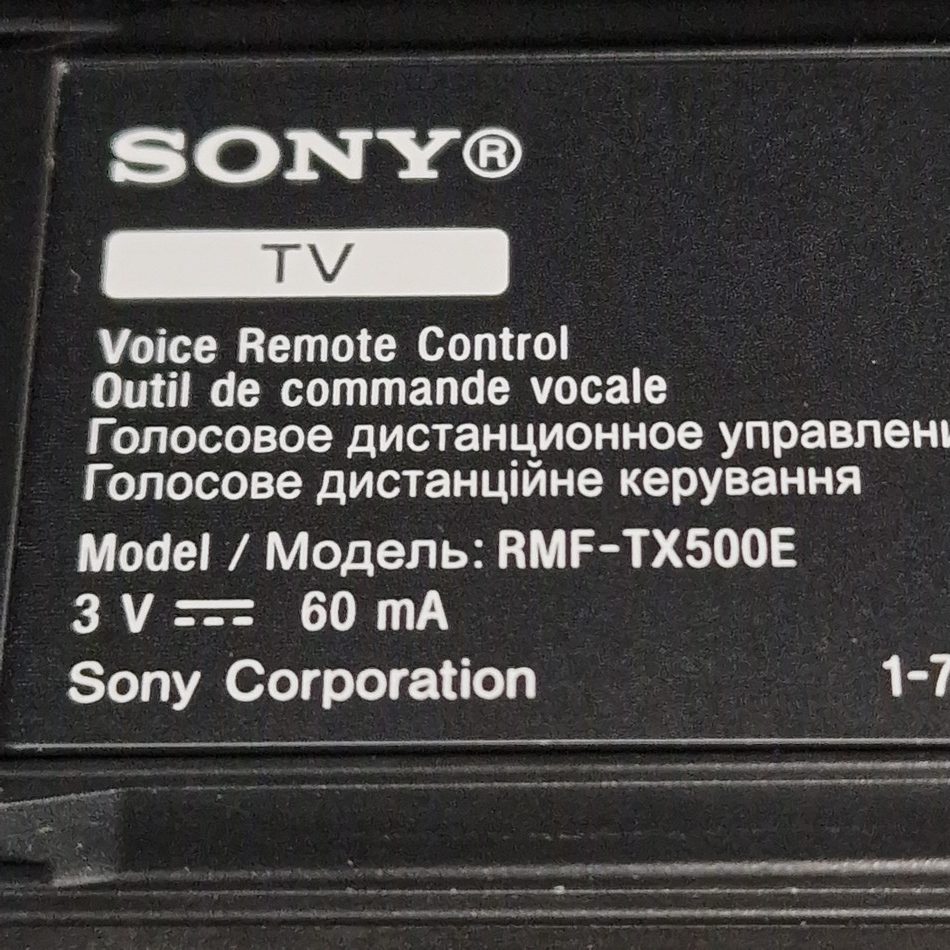 SONY®
TV
Voice Remote Control
Outil de commande vocale
Голосовое дистанционное
Голосове дистанційне керування
Model / Модель: RMF-TX500E
3 V ⎓ 60 mA
Sony Corporation